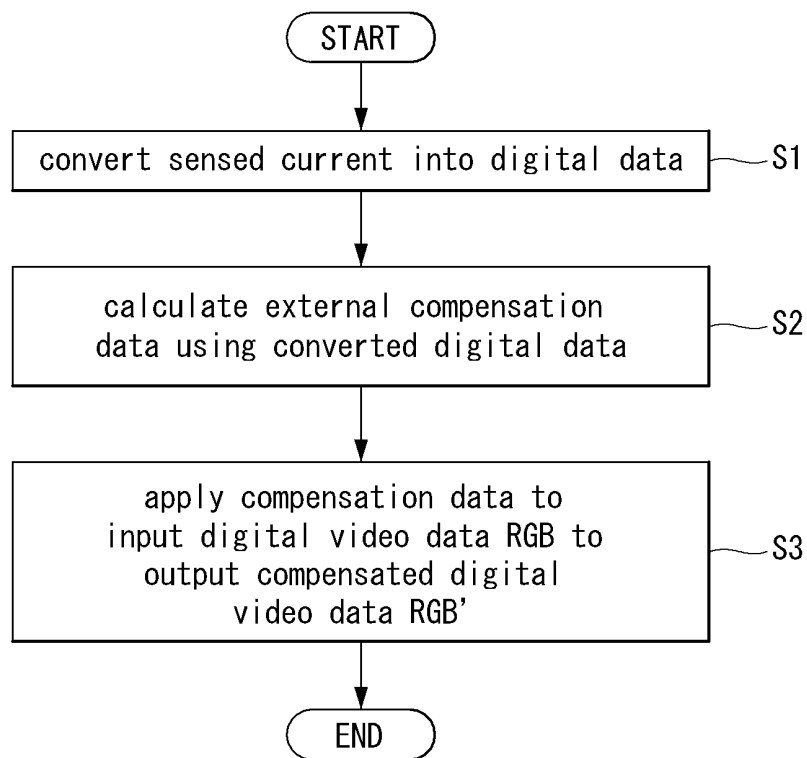 START
convert sensed current into digital data
S1
calculate external compensation
data using converted digital data
S2
apply compensation data to
input digital video data RGB to
output compensated digital
video data RGB'
S3
END